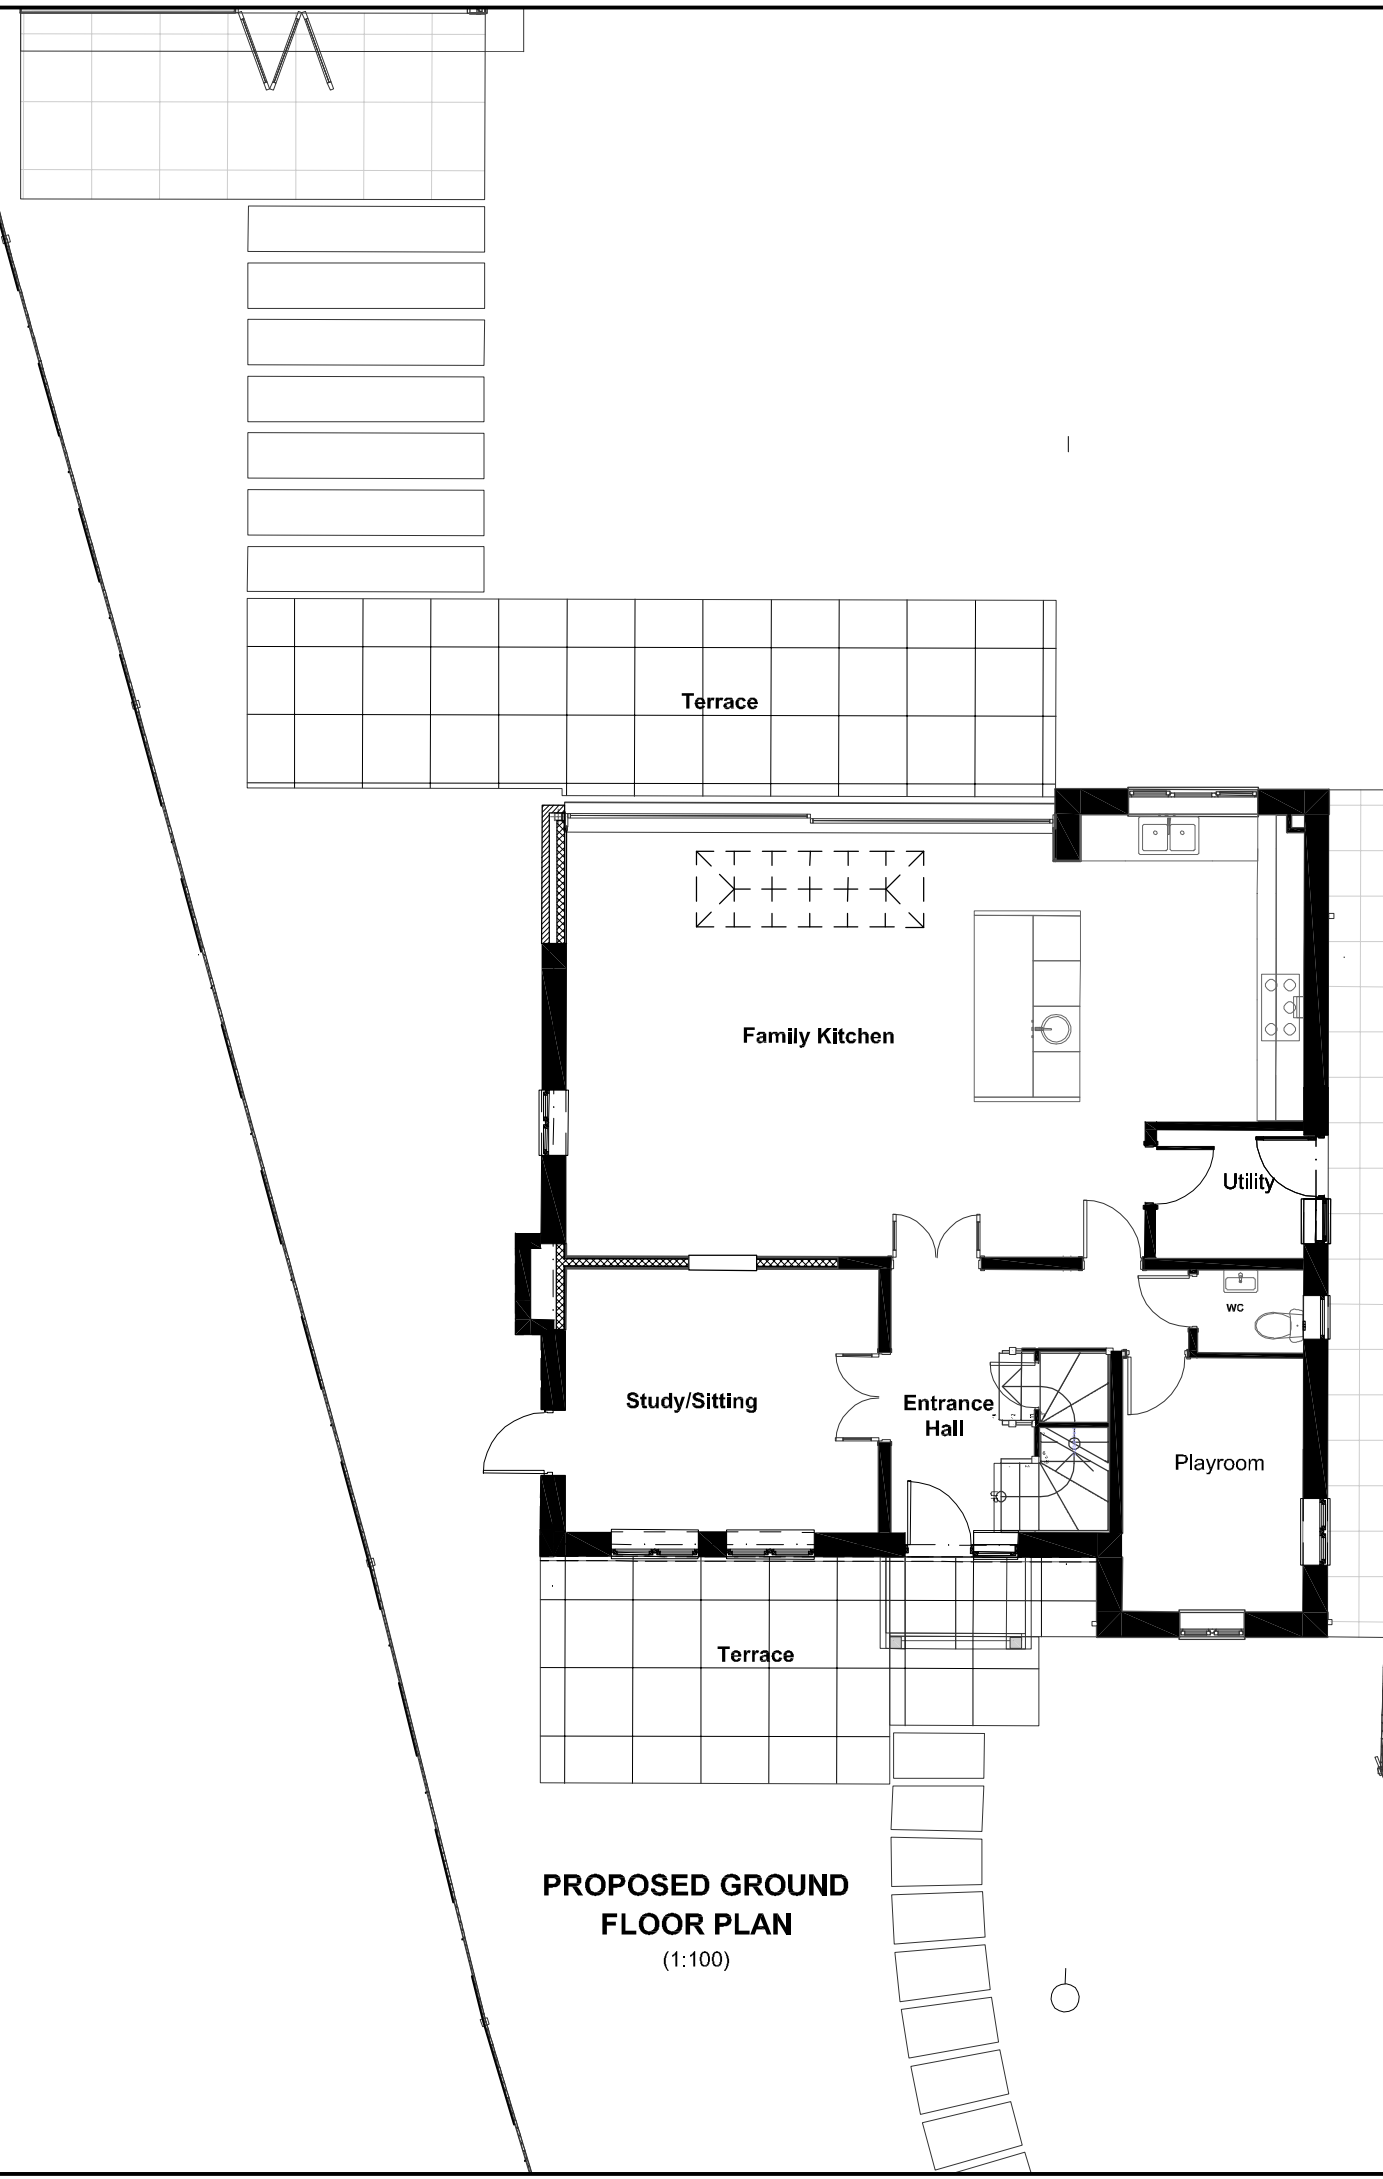 Terrace
Family Kitchen
Utility
WC
Study/Sitting
Entrance
Hall
Playroom
Terrace
PROPOSED GROUND
FLOOR PLAN
(1:100)